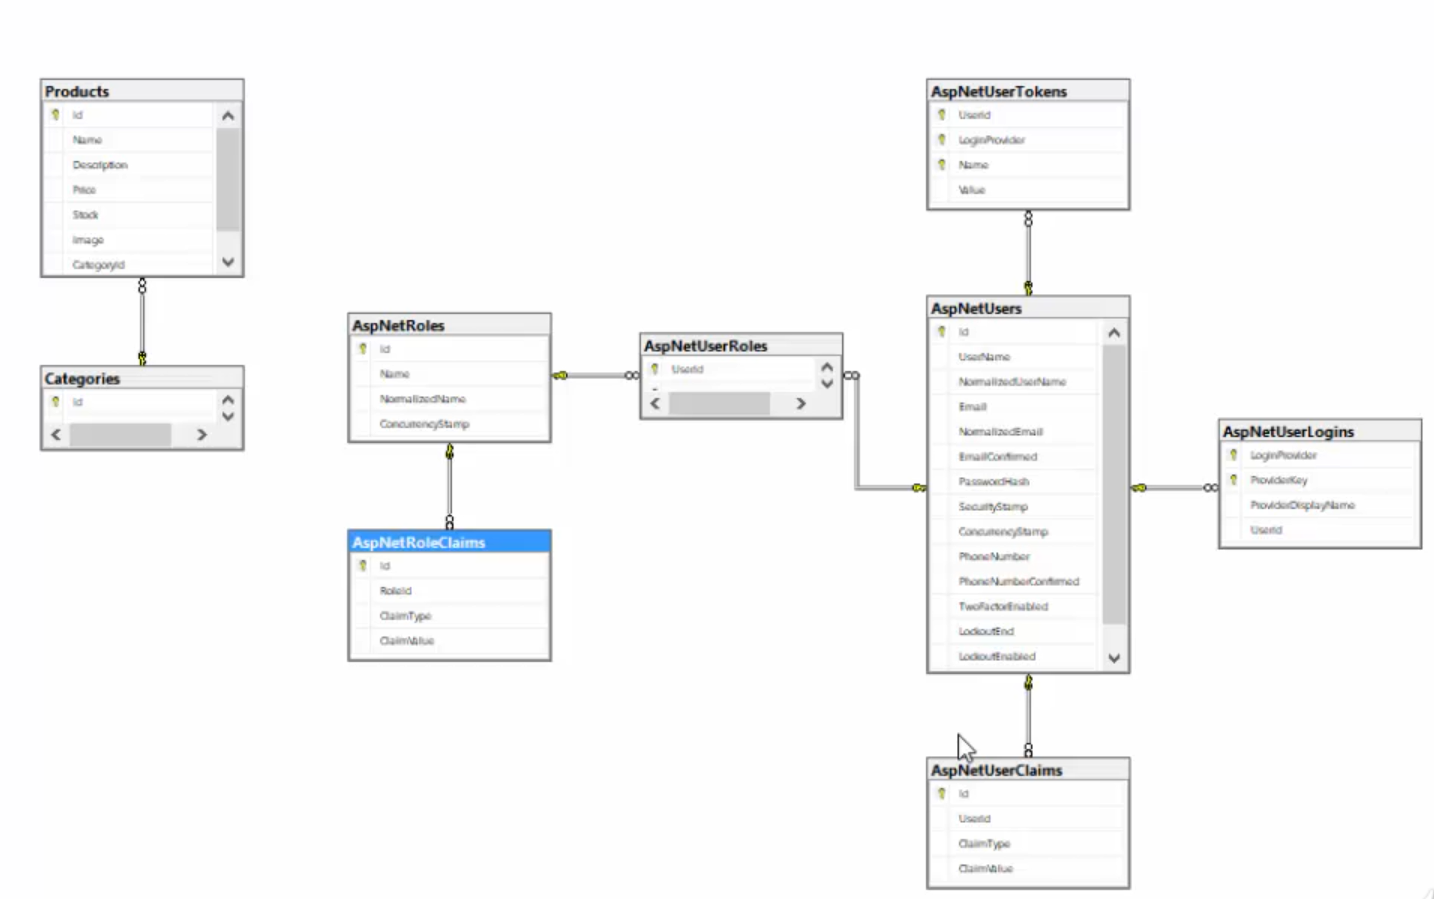 Products
Id
Name
Description
Price
Stock
Image
CategoryId
Categories
Id
AspNetRoles
Id
Name
NormalizedName
ConcurrencyStamp
AspNetRoleClaims
Id
RoleId
ClaimType
ClaimValue
AspNetUserRoles
UserId
AspNetUserTokens
UserId
LoginProvider
Name
Value
AspNetUsers
Id
UserName
NormalizedUserName
Email
NormalizedEmail
EmailConfirmed
PasswordHash
SecurityStamp
ConcurrencyStamp
PhoneNumber
PhoneNumberConfirmed
TwoFactorEnabled
LockoutEnd
LockoutEnabled
AspNetUserClaims
Id
UserId
ClaimType
ClaimValue
AspNetUserLogins
LoginProvider
ProviderKey
ProviderDisplayName
UserId